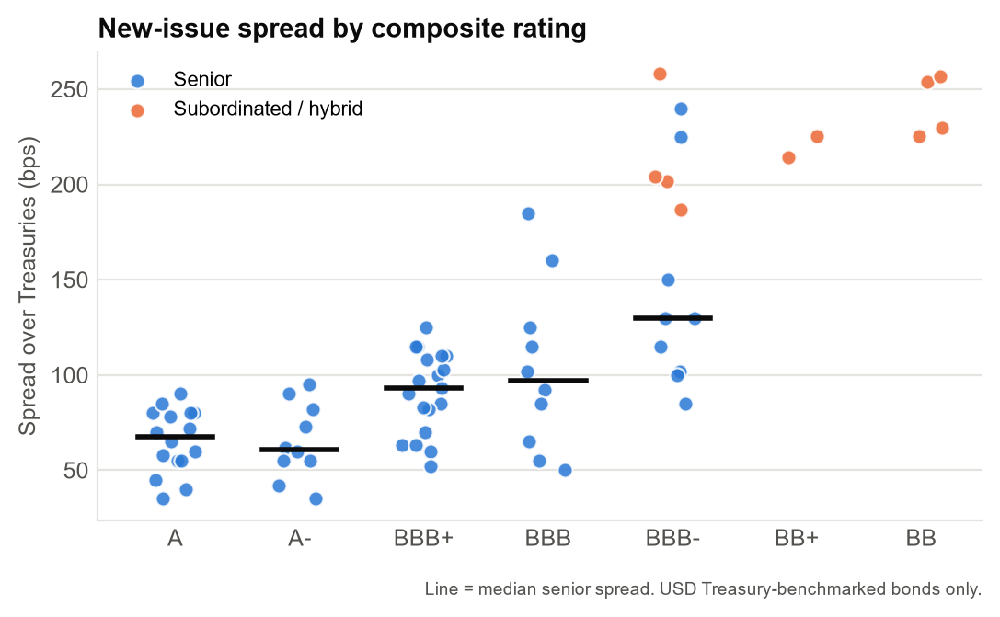 New-issue spread by composite rating
Senior
Subordinated / hybrid
Spread over Treasuries (bps)
250
200
150
100
50
A A- BBB+ BBB BBB- BB+ BB
Line = median senior spread. USD Treasury-benchmarked bonds only.